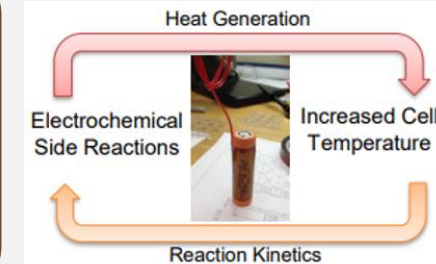 Heat Generation
Electrochemical
Side Reactions
Increased Cell
Temperature
Reaction Kinetics